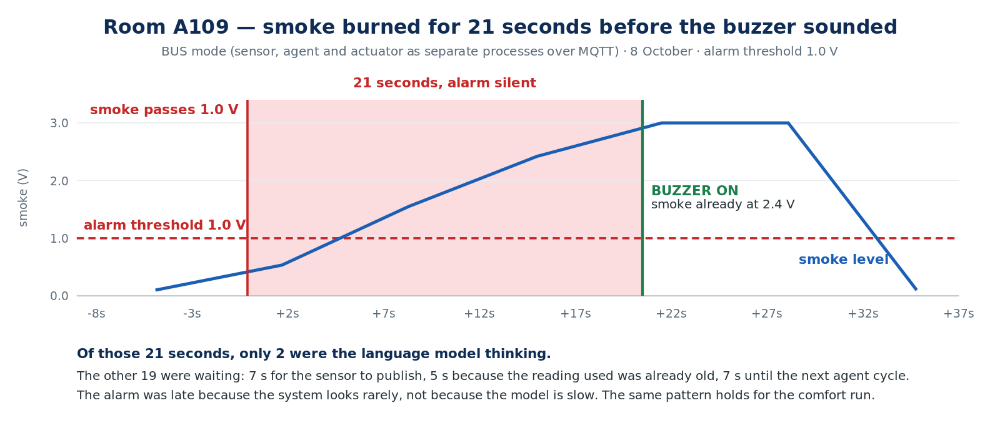 Room A109 — smoke burned for 21 seconds before the buzzer sounded
BUS mode (sensor, agent and actuator as separate processes over MQTT) · 8 October · alarm threshold 1.0 V
21 seconds, alarm silent
smoke passes 1.0 V
3.0
2.0
smoke (V)
BUZZER ON
smoke already at 2.4 V
alarm threshold 1.0 V
1.0
smoke level
0.0
-8s
-3s
+2s
+7s
+12s
+17s
+22s
+27s
+32s
+37s
Of those 21 seconds, only 2 were the language model thinking.
The other 19 were waiting: 7 s for the sensor to publish, 5 s because the reading used was already old, 7 s until the next agent cycle.
The alarm was late because the system looks rarely, not because the model is slow. The same pattern holds for the comfort run.